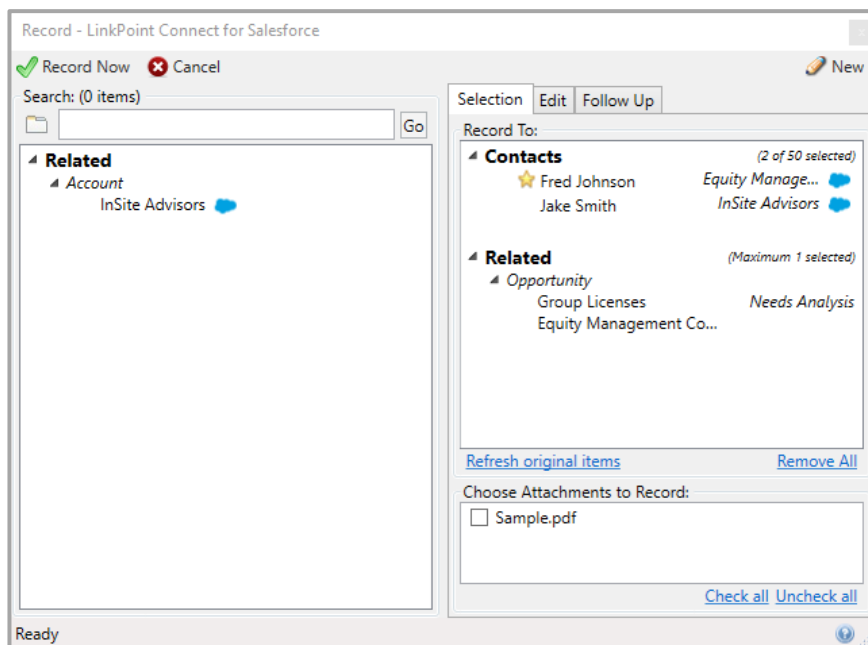 Record - LinkPoint Connect for Salesforce
Record Now Cancel New
Search: (0 items)
Go
Related
Account
InSite Advisors
Selection Edit Follow Up
Record To:
Contacts (2 of 50 selected)
Fred Johnson Equity Manage...
Jake Smith InSite Advisors
Related (Maximum 1 selected)
Opportunity
Group Licenses Needs Analysis
Equity Management Co...
Refresh original items Remove All
Choose Attachments to Record:
Sample.pdf
Check all Uncheck all
Ready